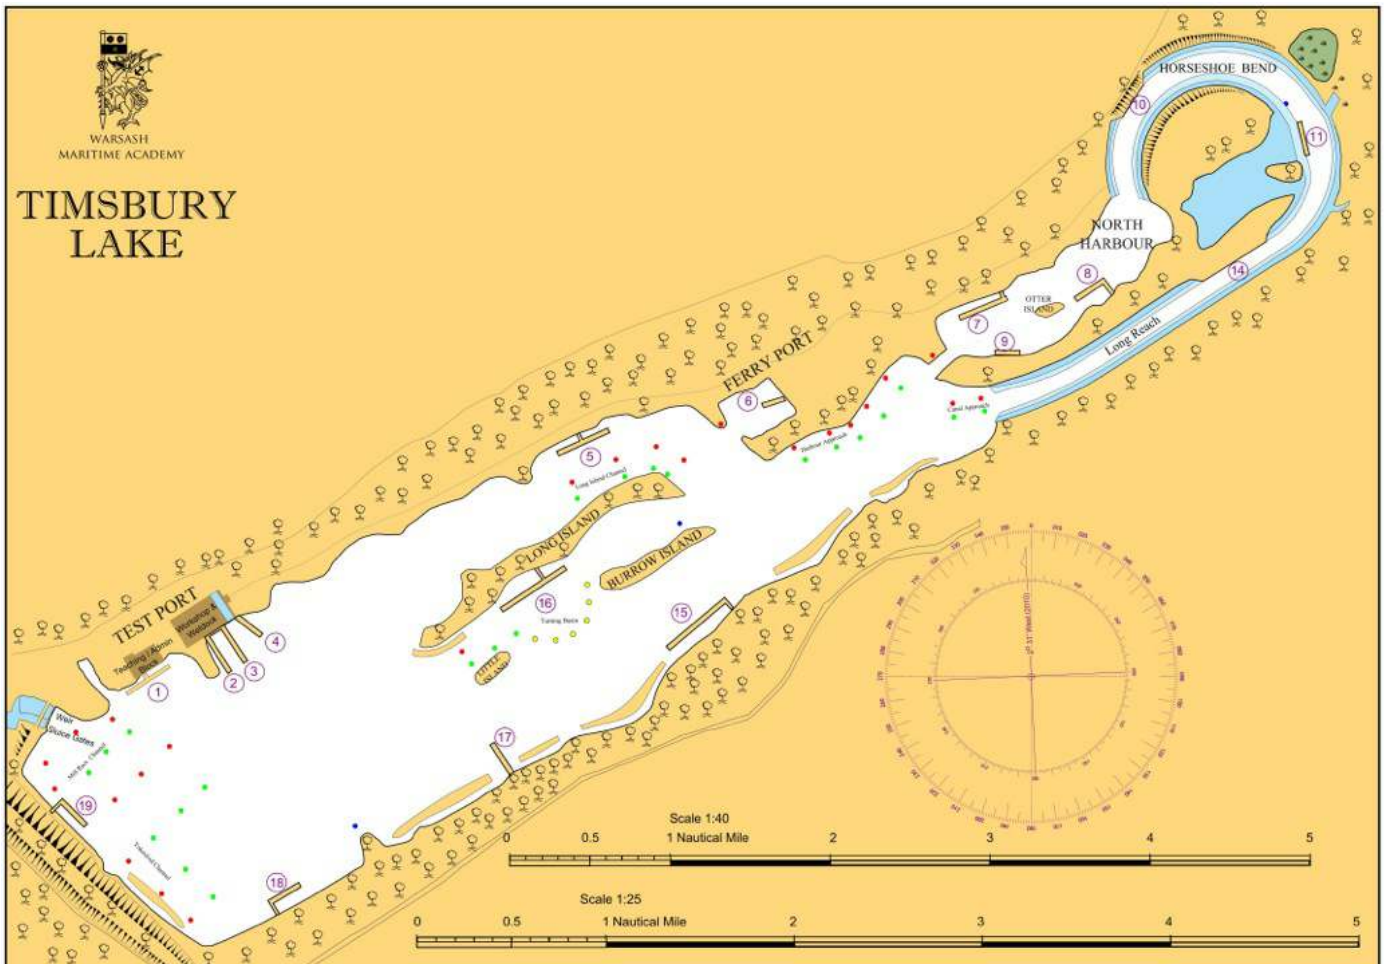 WARSASH
MARITIME ACADEMY
TIMSBURY
LAKE
HORSESHOE BEND
10
11
NORTH
HARBOUR
14
8
OTTER
ISLAND
7
9
Long Reach
FERRY PORT
6
Canal Approach
Harbour Approach
5
Long Island Channel
LONG ISLAND
BURROW ISLAND
16
Turning Basin
15
LITTLE
ISLAND
TEST PORT
Workshop &
Wetdock
Teaching / Admin
Block
4
3
2
1
Weir
Sluice Gates
17
19
18
Scale 1:40
0 0.5 1 Nautical Mile 2 3 4 5
Scale 1:25
0 0.5 1 Nautical Mile 2 3 4 5